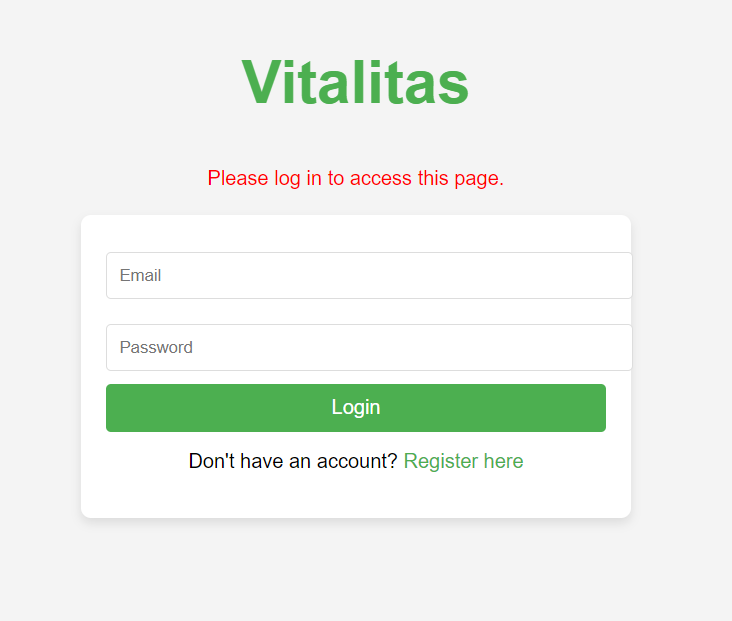 Vitalitas
Please log in to access this page.
Email
Password
Login
Don't have an account? Register here